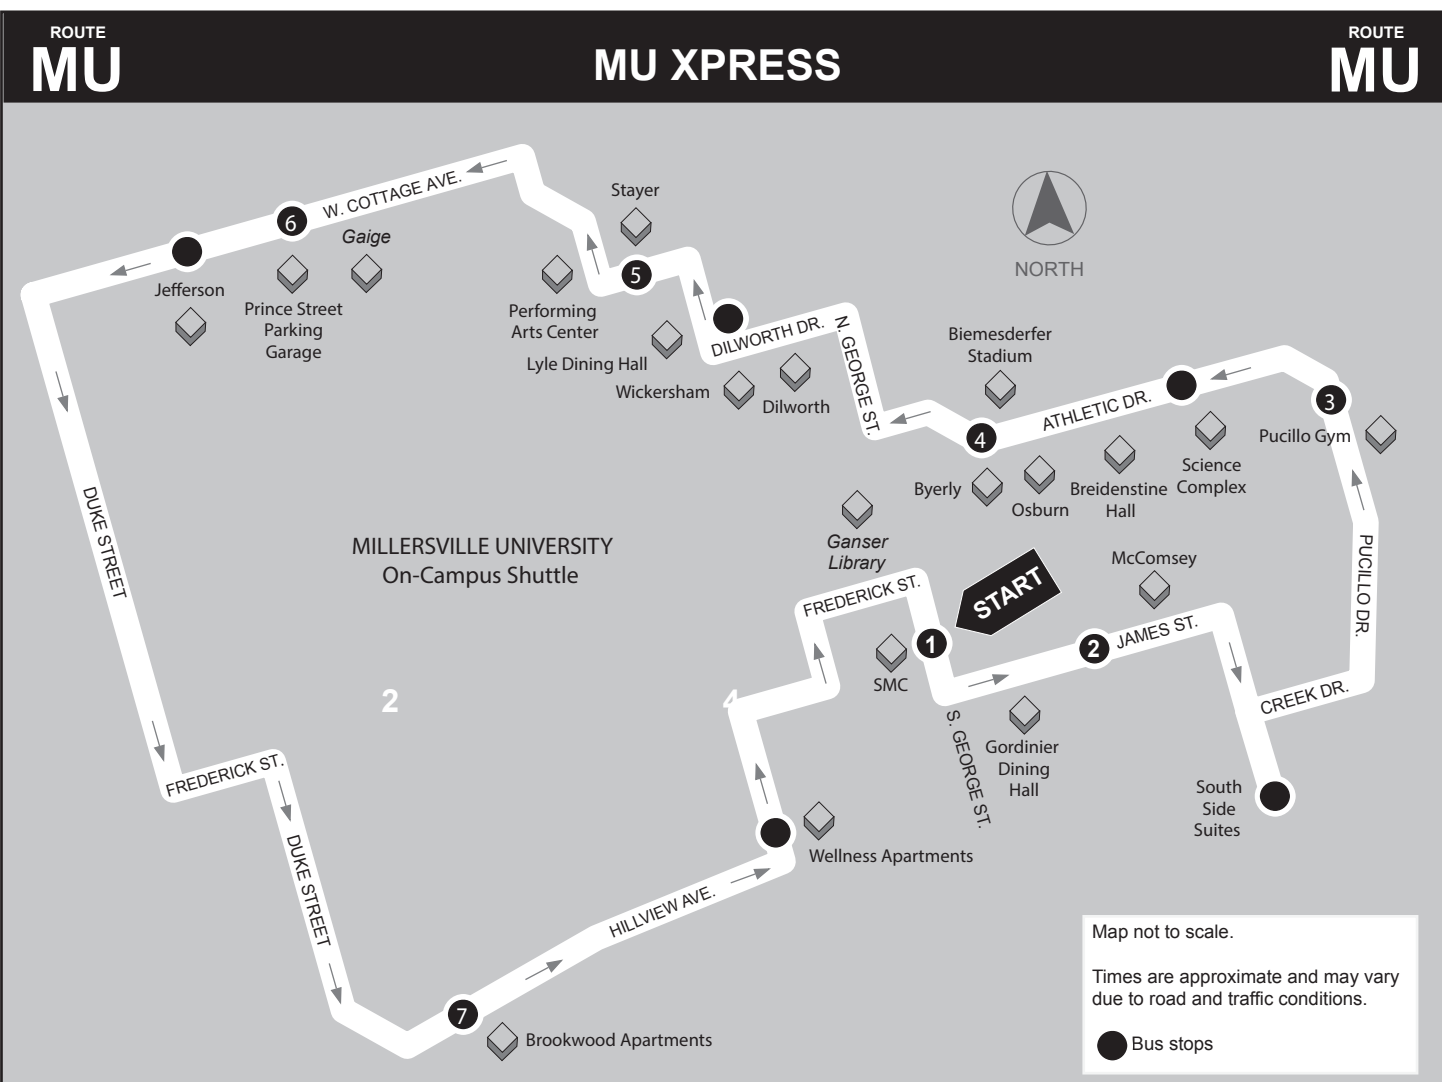 ROUTE
MU
MU XPRESS
ROUTE
MU
W. COTTAGE AVE.
6
Gaige
Stayer
NORTH
Jefferson
Prince Street
Parking
Garage
5
Performing
Arts Center
Lyle Dining Hall
Wickersham
DILWORTH DR.
Dilworth
N. GEORGE ST.
Biemesderfer
Stadium
ATHLETIC DR.
4
3
Pucillo Gym
Science
Complex
Breidenstine
Hall
Byerly
Osburn
DUKE STREET
MILLERSVILLE UNIVERSITY
On-Campus Shuttle
Ganser
Library
START
McComsey
PUCILLO DR.
FREDERICK ST.
1
2
JAMES ST.
SMC
CREEK DR.
2
4
S. GEORGE ST.
Gordinier
Dining
Hall
FREDERICK ST.
South
Side
Suites
DUKE STREET
Wellness Apartments
HILLVIEW AVE.
7
Brookwood Apartments
Map not to scale.
Times are approximate and may vary
due to road and traffic conditions.
Bus stops